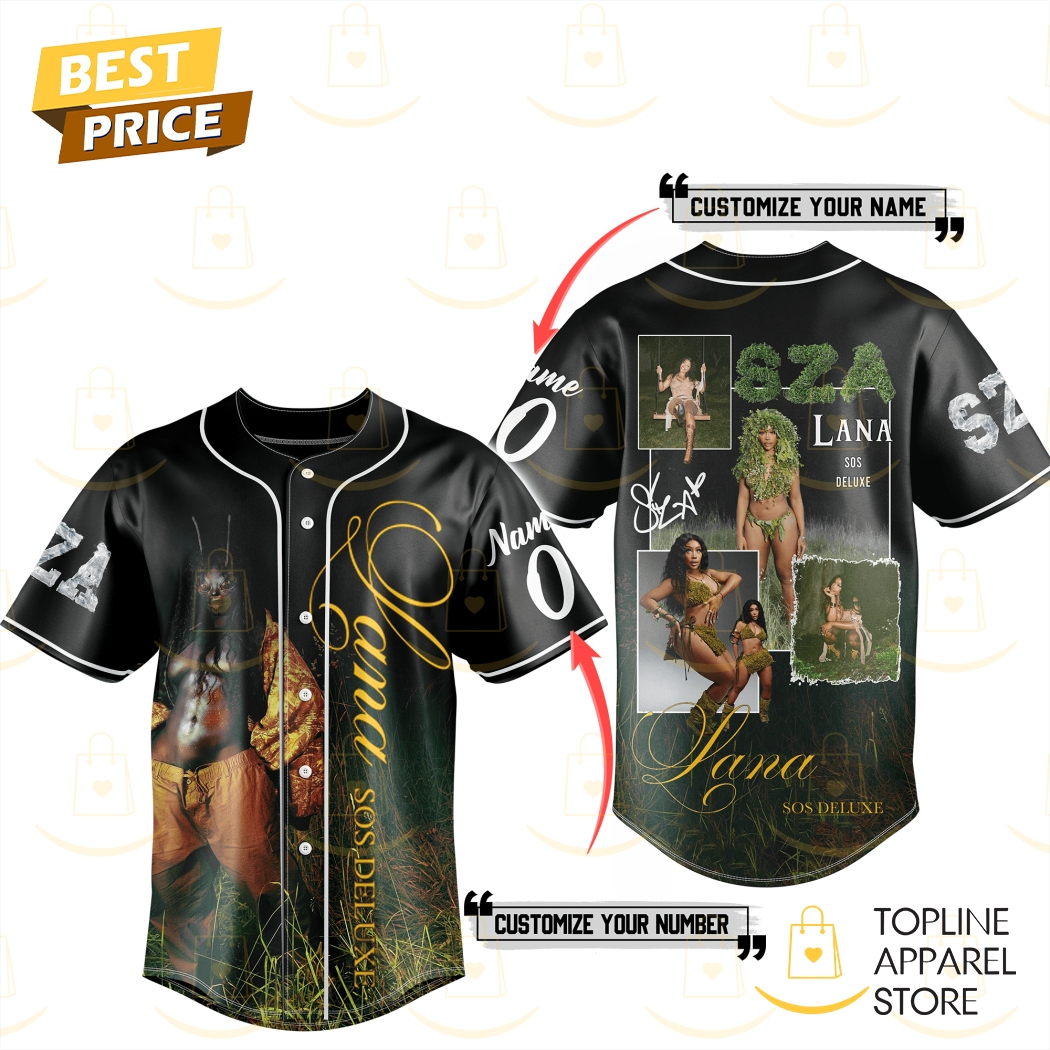 BEST
PRICE
CUSTOMIZE YOUR NAME
Name
0
SZA
SZA
LANA
SOS
DELUXE
Lana
SOS DELUXE
SZA
Name
0
Lana SOS DELUXE
CUSTOMIZE YOUR NUMBER
TOPLINE
APPAREL
STORE